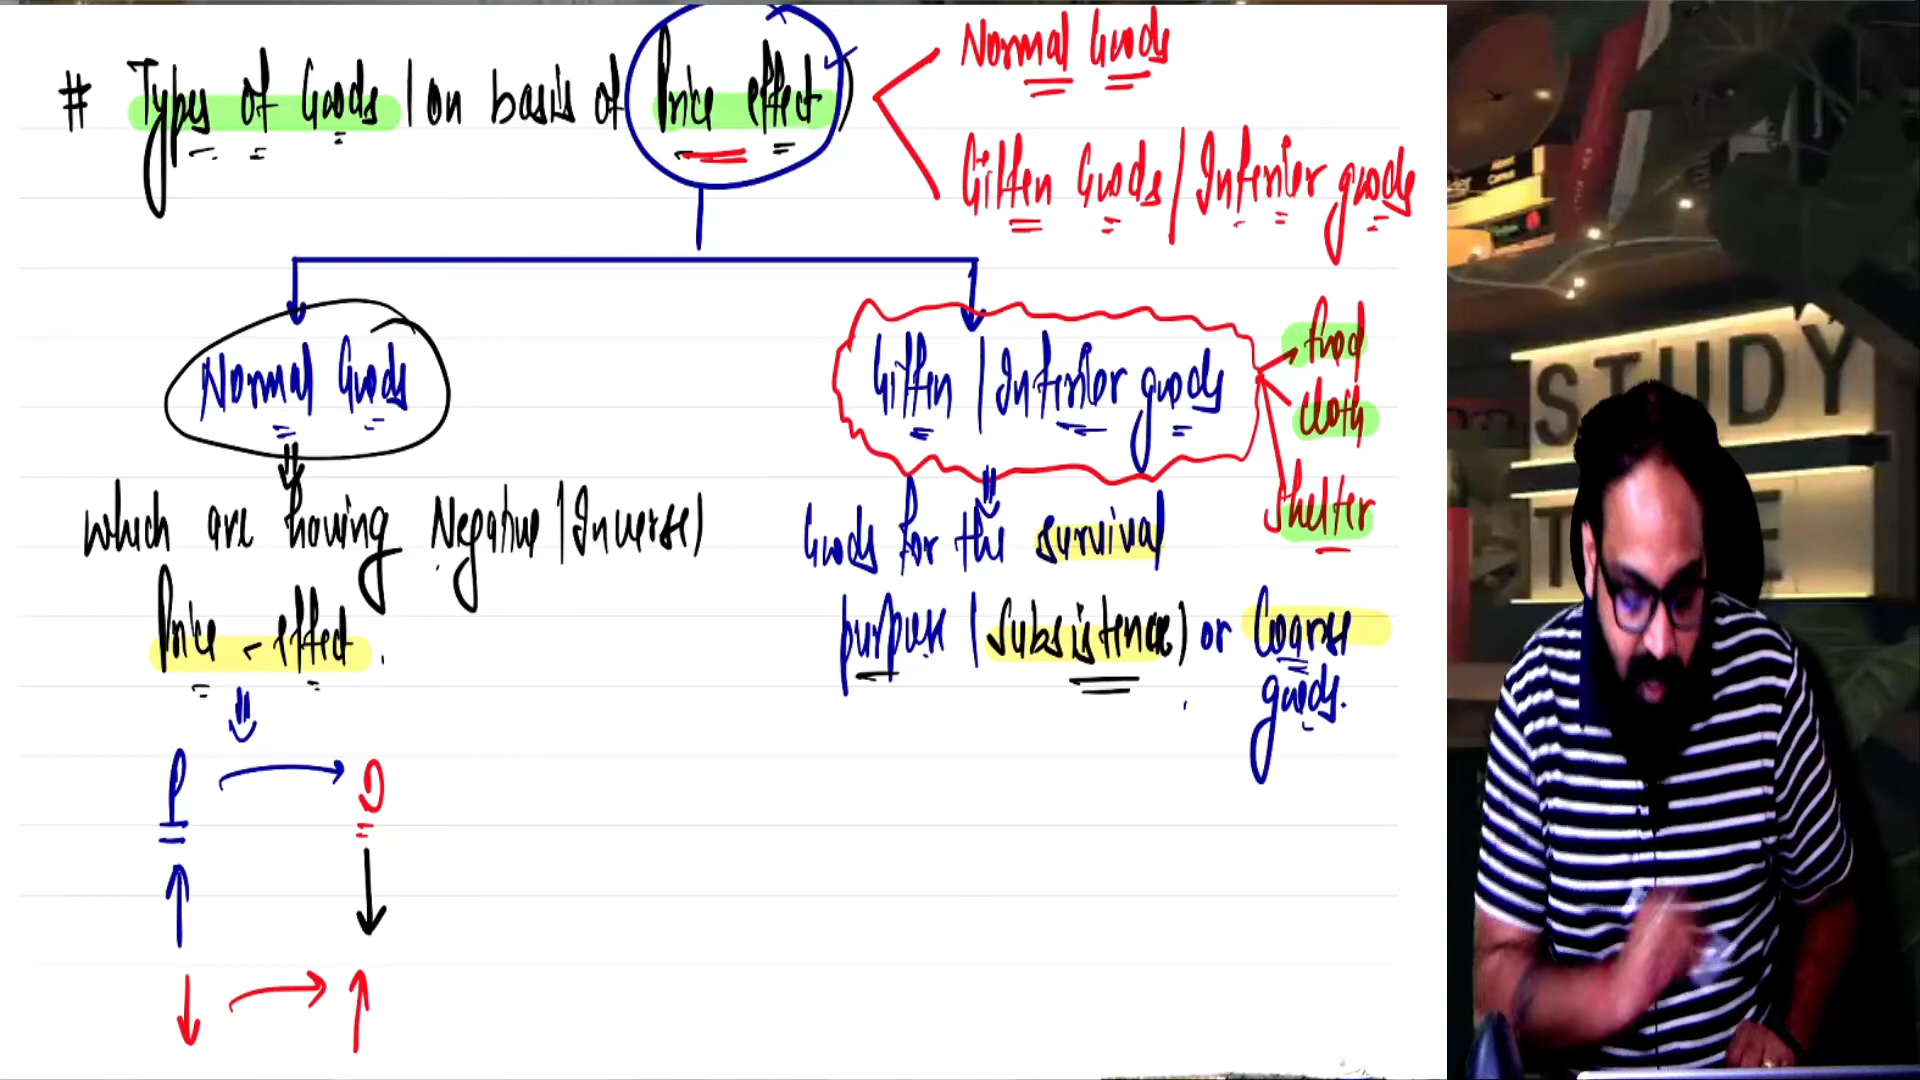 # Types of Goods (on basis of Price effect)
Normal Goods
Giffen Goods / Inferior goods
Normal Goods
Giffen / Inferior goods
food
cloth
shelter
which are having Negative (Inverse)
Price - effect.
Goods for the survival
purpose (subsistence) or Coarse
goods.
P → D
↑ ↓
↓ → ↑
STUDY